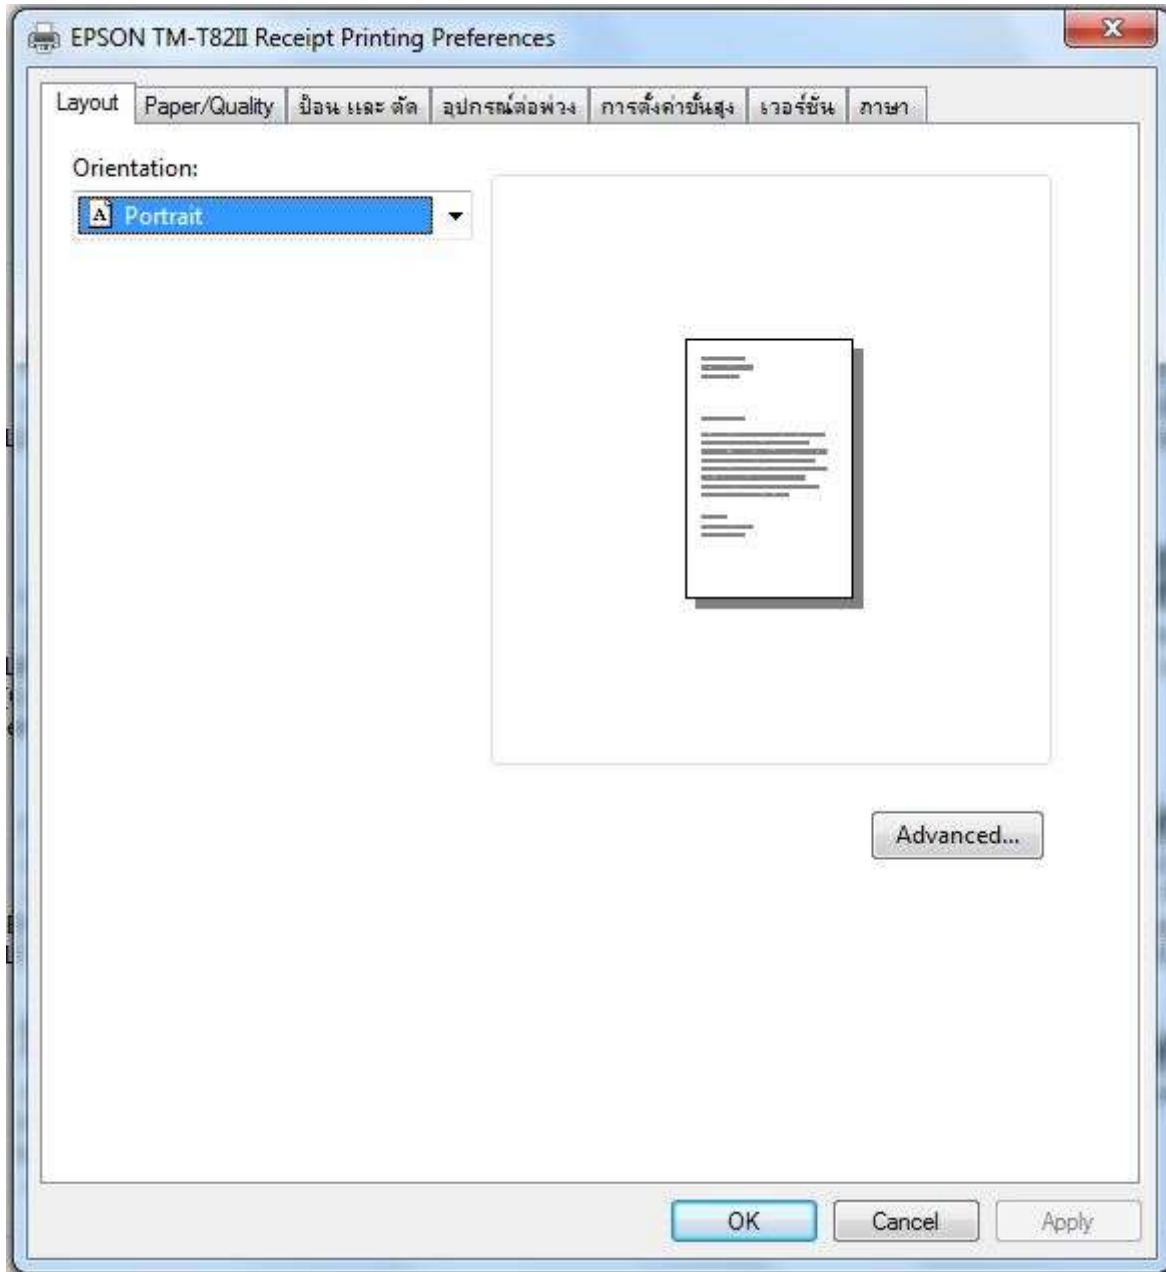 EPSON TM-T82II Receipt Printing Preferences
Layout Paper/Quality ป้อน และ ตัด อุปกรณ์ต่อพ่วง การตั้งค่าขั้นสูง เวอร์ชัน ภาษา
Orientation:
A Portrait
Advanced...
OK Cancel Apply